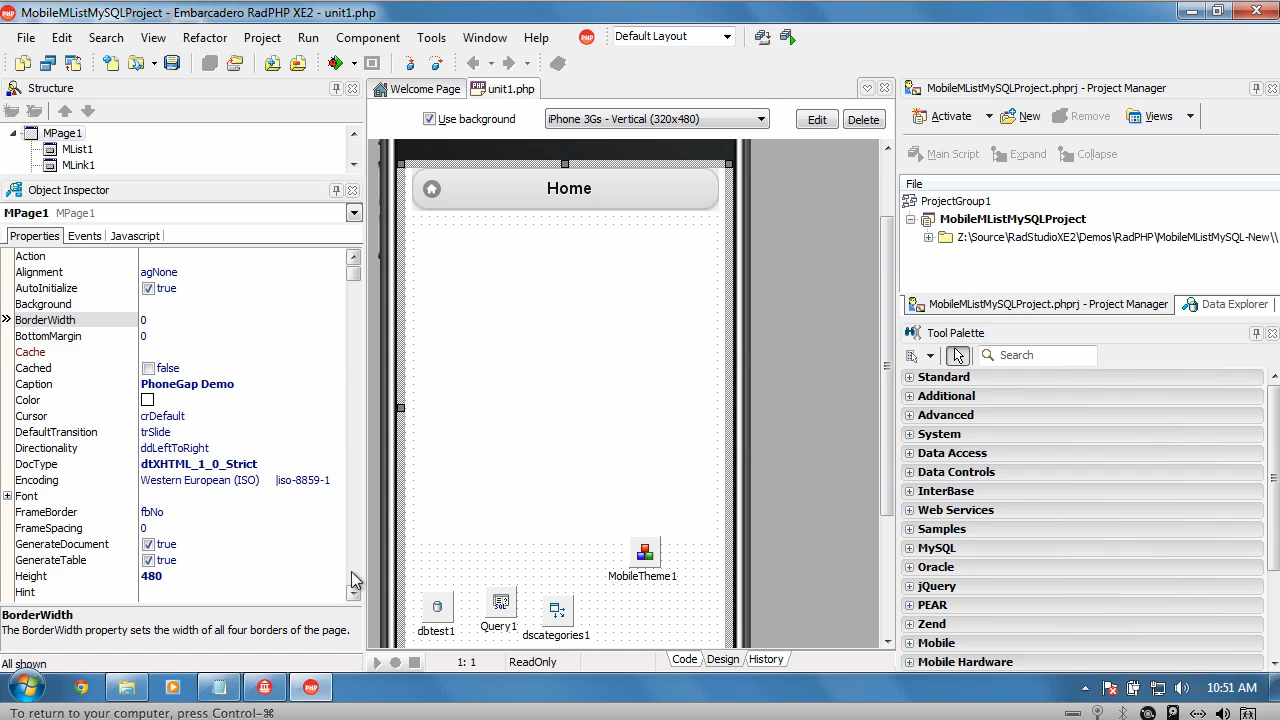 MobileMListMySQLProject - Embarcadero RadPHP XE2 - unit1.php
File Edit Search View Refactor Project Run Component Tools Window Help Default Layout
Structure
MPage1
MList1
MLink1
Object Inspector
MPage1 MPage1
Properties Events Javascript
Action
Alignment agNone
AutoInitialize true
Background
BorderWidth 0
BottomMargin 0
Cache
Cached false
Caption PhoneGap Demo
Color
Cursor crDefault
DefaultTransition trSlide
Directionality ddLeftToRight
DocType dtXHTML_1_0_Strict
Encoding Western European (ISO) |iso-8859-1
Font
FrameBorder fbNo
FrameSpacing 0
GenerateDocument true
GenerateTable true
Height 480
Hint
BorderWidth
The BorderWidth property sets the width of all four borders of the page.
All shown
Welcome Page unit1.php
Use background iPhone 3Gs - Vertical (320x480) Edit Delete
Home
MobileTheme1
dbtest1 Query1 dscategories1
1: 1 ReadOnly Code Design History
MobileMListMySQLProject.phprj - Project Manager
Activate New Remove Views
Main Script Expand Collapse
File
ProjectGroup1
MobileMListMySQLProject
Z:\Source\RadStudioXE2\Demos\RadPHP\MobileMListMySQL-New\\
MobileMListMySQLProject.phprj - Project Manager Data Explorer
Tool Palette
Search
Standard
Additional
Advanced
System
Data Access
Data Controls
InterBase
Web Services
Samples
MySQL
Oracle
jQuery
PEAR
Zend
Mobile
Mobile Hardware
10:51 AM
To return to your computer, press Control-⌘